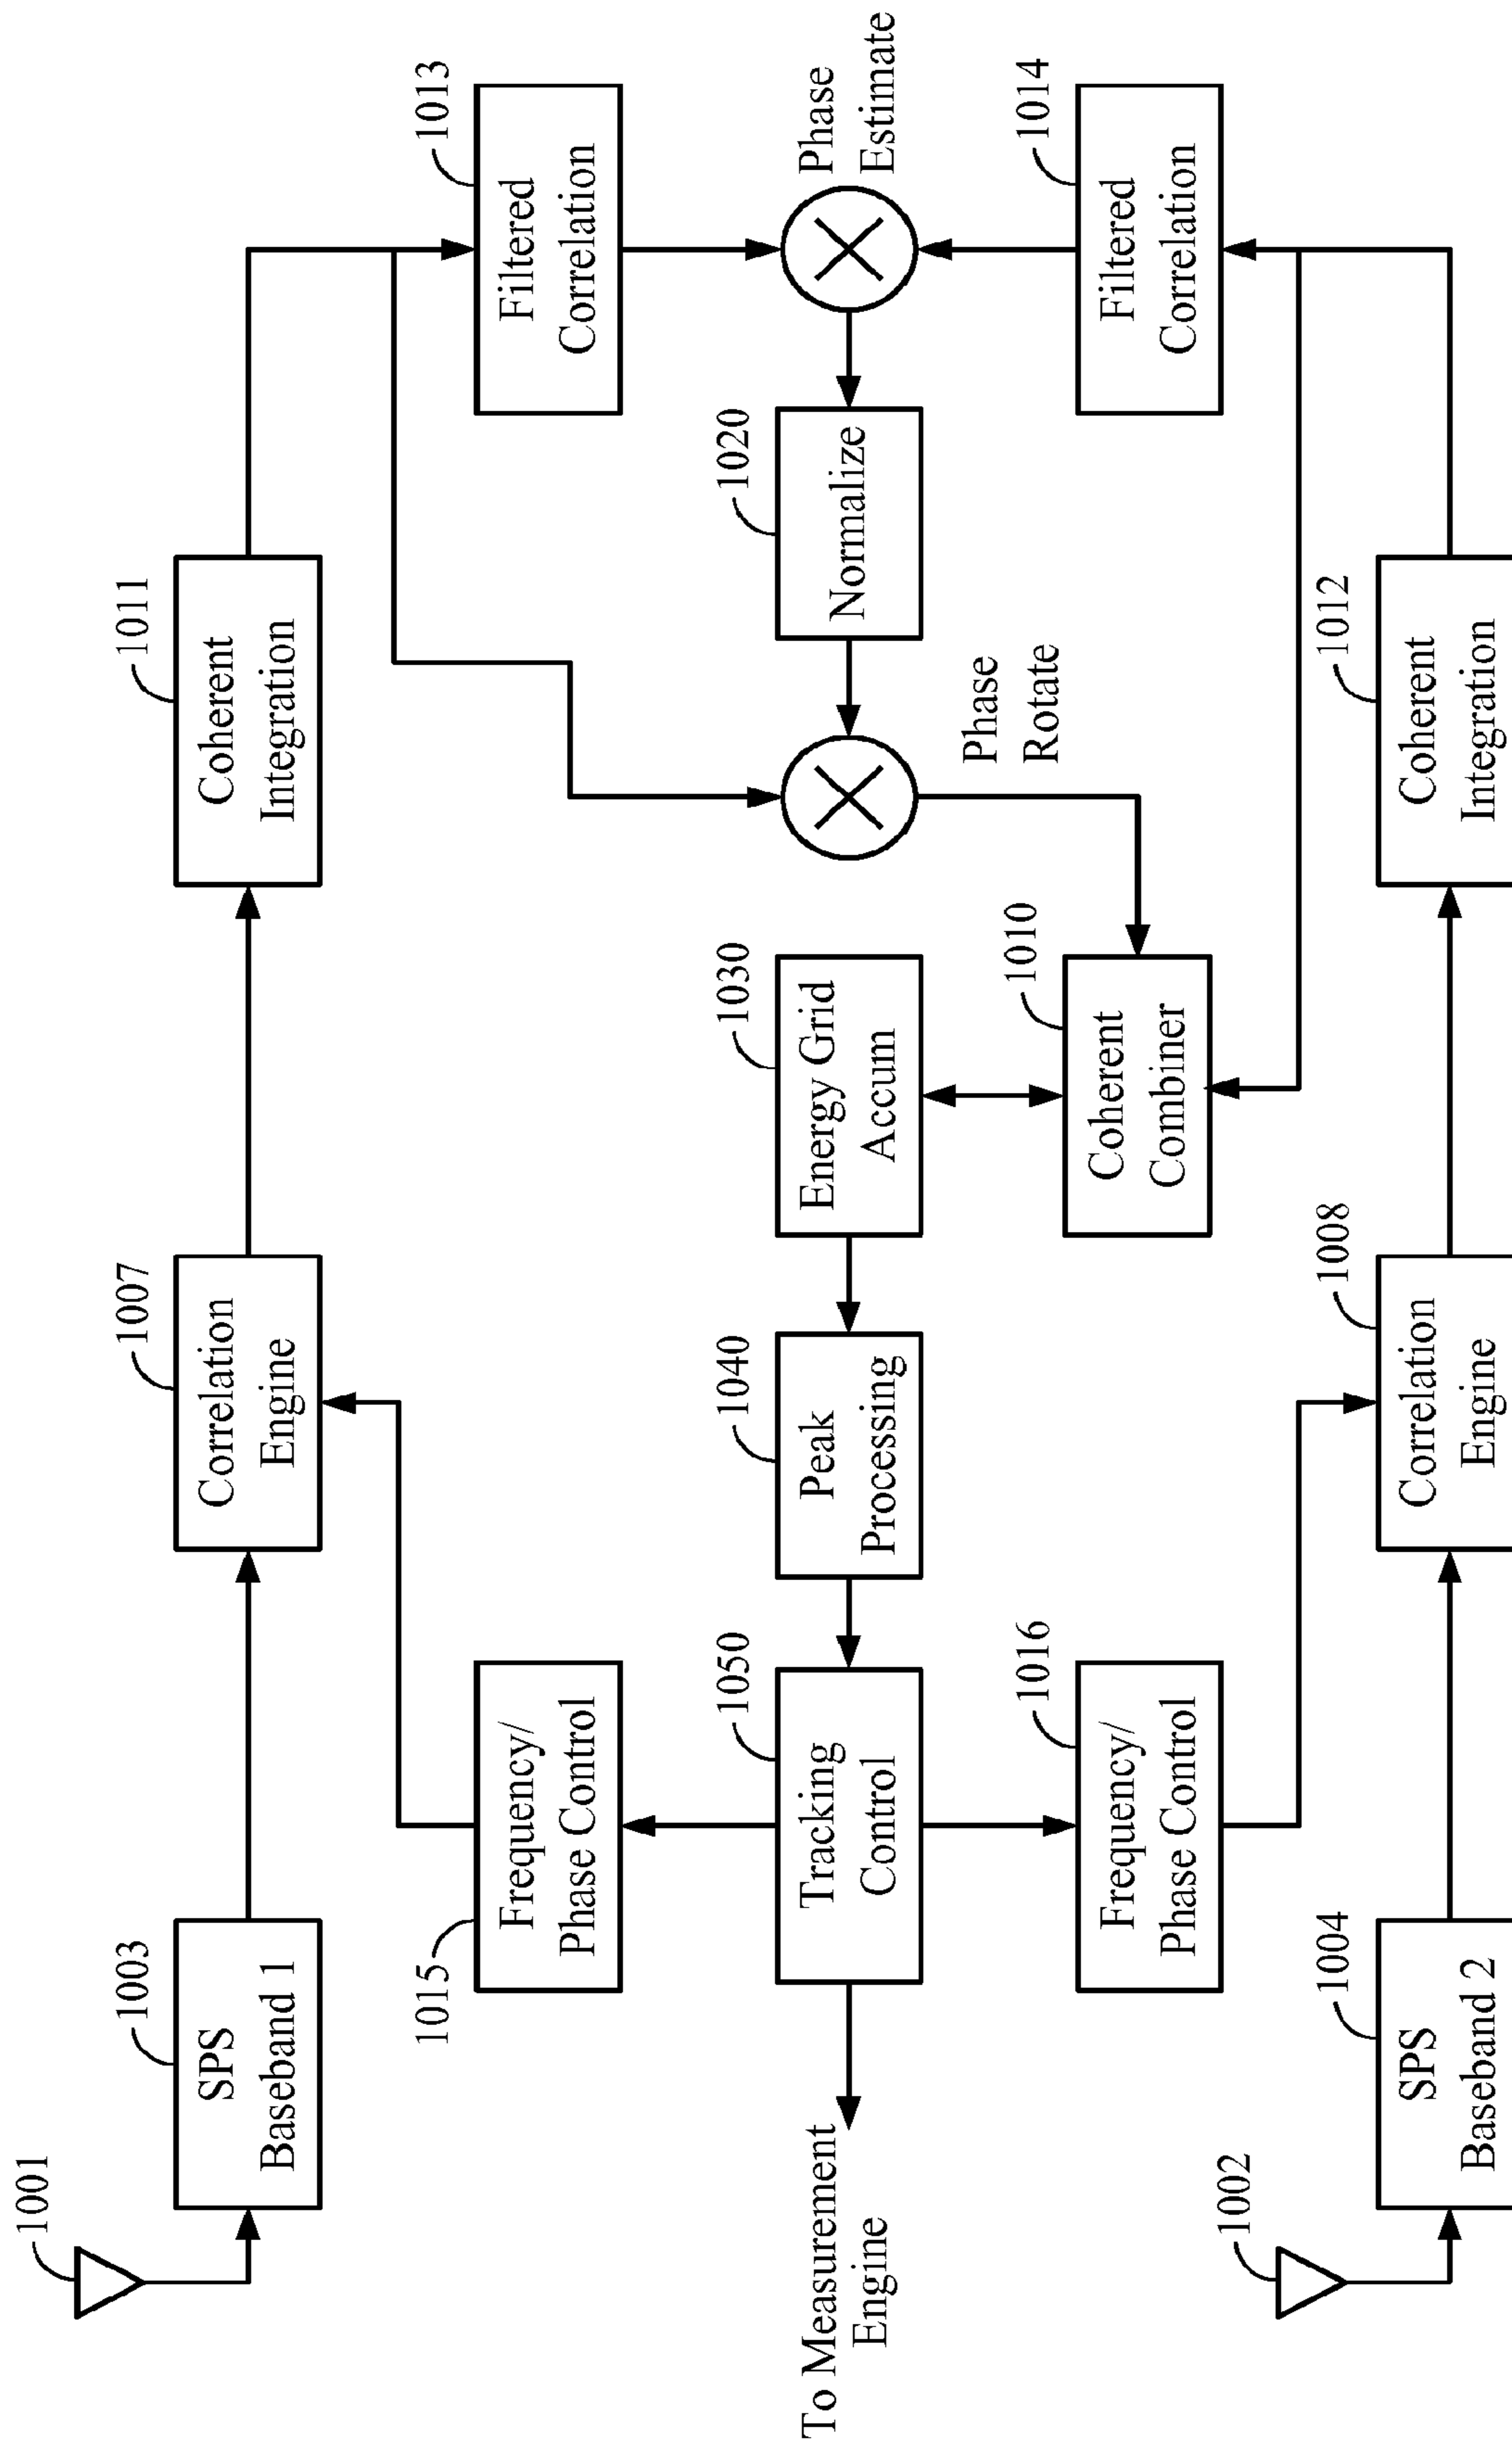 1001
1003
SPS
Baseband 1
1007
Correlation
Engine
1011
Coherent
Integration
1015
Frequency/
Phase Control
1013
Filtered
Correlation
To Measurement
Engine
1050
Tracking
Control
1040
Peak
Processing
1030
Energy Grid
Accum
1020
Normalize
Phase
Estimate
Phase
Rotate
1016
Frequency/
Phase Control
1010
Coherent
Combiner
1014
Filtered
Correlation
1002
1004
SPS
Baseband 2
1008
Correlation
Engine
1012
Coherent
Integration